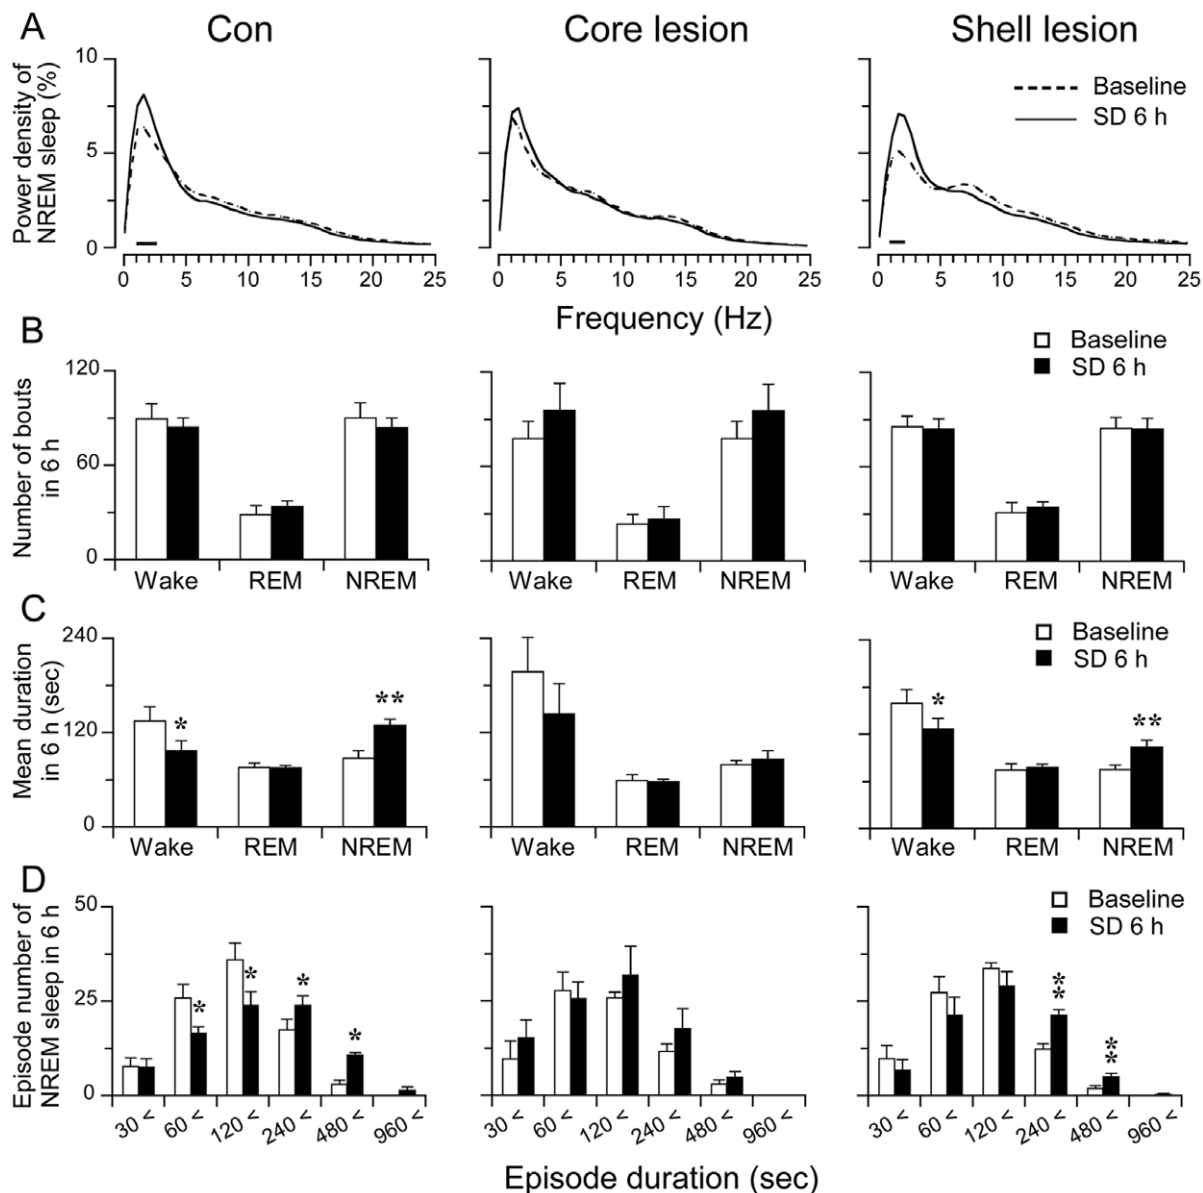 A
Con
Core lesion
Shell lesion
Power density of
NREM sleep (%)
10
5
0
Baseline
SD 6 h
0 5 10 15 20 25
0 5 10 15 20 25
0 5 10 15 20 25
Frequency (Hz)
B
Number of bouts
in 6 h
120
60
0
Baseline
SD 6 h
Wake REM NREM
Wake REM NREM
Wake REM NREM
C
Mean duration
in 6 h (sec)
240
120
0
Baseline
SD 6 h
* **
* **
Wake REM NREM
Wake REM NREM
Wake REM NREM
D
Episode number of
NREM sleep in 6 h
50
25
0
Baseline
SD 6 h
* * * *
** **
30 < 60 < 120 < 240 < 480 < 960 <
30 < 60 < 120 < 240 < 480 < 960 <
30 < 60 < 120 < 240 < 480 < 960 <
Episode duration (sec)